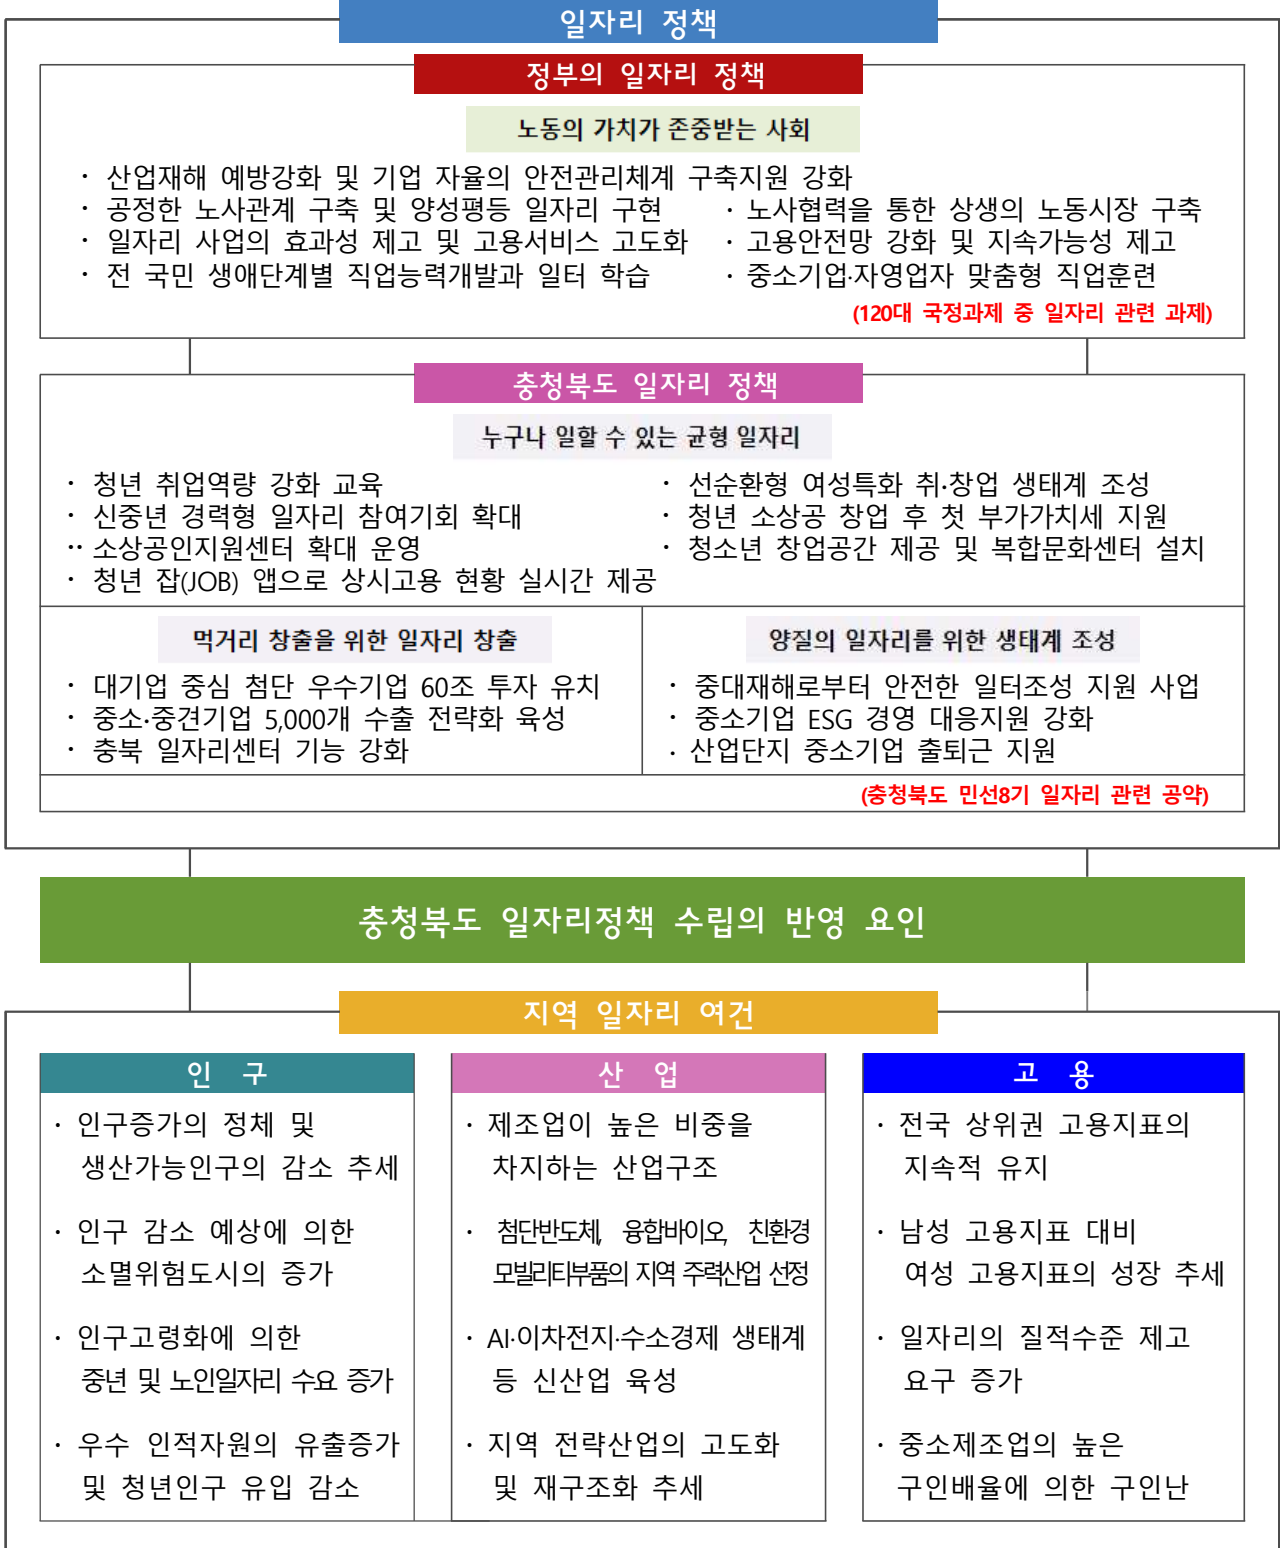 일자리 정책
정부의 일자리 정책
노동의 가치가 존중받는 사회
· 산업재해 예방강화 및 기업 자율의 안전관리체계 구축지원 강화
· 공정한 노사관계 구축 및 양성평등 일자리 구현 · 노사협력을 통한 상생의 노동시장 구축
· 일자리 사업의 효과성 제고 및 고용서비스 고도화 · 고용안전망 강화 및 지속가능성 제고
· 전 국민 생애단계별 직업능력개발과 일터 학습 · 중소기업·자영업자 맞춤형 직업훈련
(120대 국정과제 중 일자리 관련 과제)
충청북도 일자리 정책
누구나 일할 수 있는 균형 일자리
· 청년 취업역량 강화 교육 · 선순환형 여성특화 취·창업 생태계 조성
· 신중년 경력형 일자리 참여기회 확대 · 청년 소상공 창업 후 첫 부가가치세 지원
·· 소상공인지원센터 확대 운영 · 청소년 창업공간 제공 및 복합문화센터 설치
· 청년 잡(JOB) 앱으로 상시고용 현황 실시간 제공
먹거리 창출을 위한 일자리 창출
· 대기업 중심 첨단 우수기업 60조 투자 유치
· 중소·중견기업 5,000개 수출 전략화 육성
· 충북 일자리센터 기능 강화
양질의 일자리를 위한 생태계 조성
· 중대재해로부터 안전한 일터조성 지원 사업
· 중소기업 ESG 경영 대응지원 강화
· 산업단지 중소기업 출퇴근 지원
(충청북도 민선8기 일자리 관련 공약)
충청북도 일자리정책 수립의 반영 요인
지역 일자리 여건
인 구
· 인구증가의 정체 및
생산가능인구의 감소 추세
· 인구 감소 예상에 의한
소멸위험도시의 증가
· 인구고령화에 의한
중년 및 노인일자리 수요 증가
· 우수 인적자원의 유출증가
및 청년인구 유입 감소
산 업
· 제조업이 높은 비중을
차지하는 산업구조
· 첨단반도체, 융합바이오, 친환경
모빌리티부품의 지역 주력산업 선정
· AI·이차전지·수소경제 생태계
등 신산업 육성
· 지역 전략산업의 고도화
및 재구조화 추세
고 용
· 전국 상위권 고용지표의
지속적 유지
· 남성 고용지표 대비
여성 고용지표의 성장 추세
· 일자리의 질적수준 제고
요구 증가
· 중소제조업의 높은
구인배율에 의한 구인난